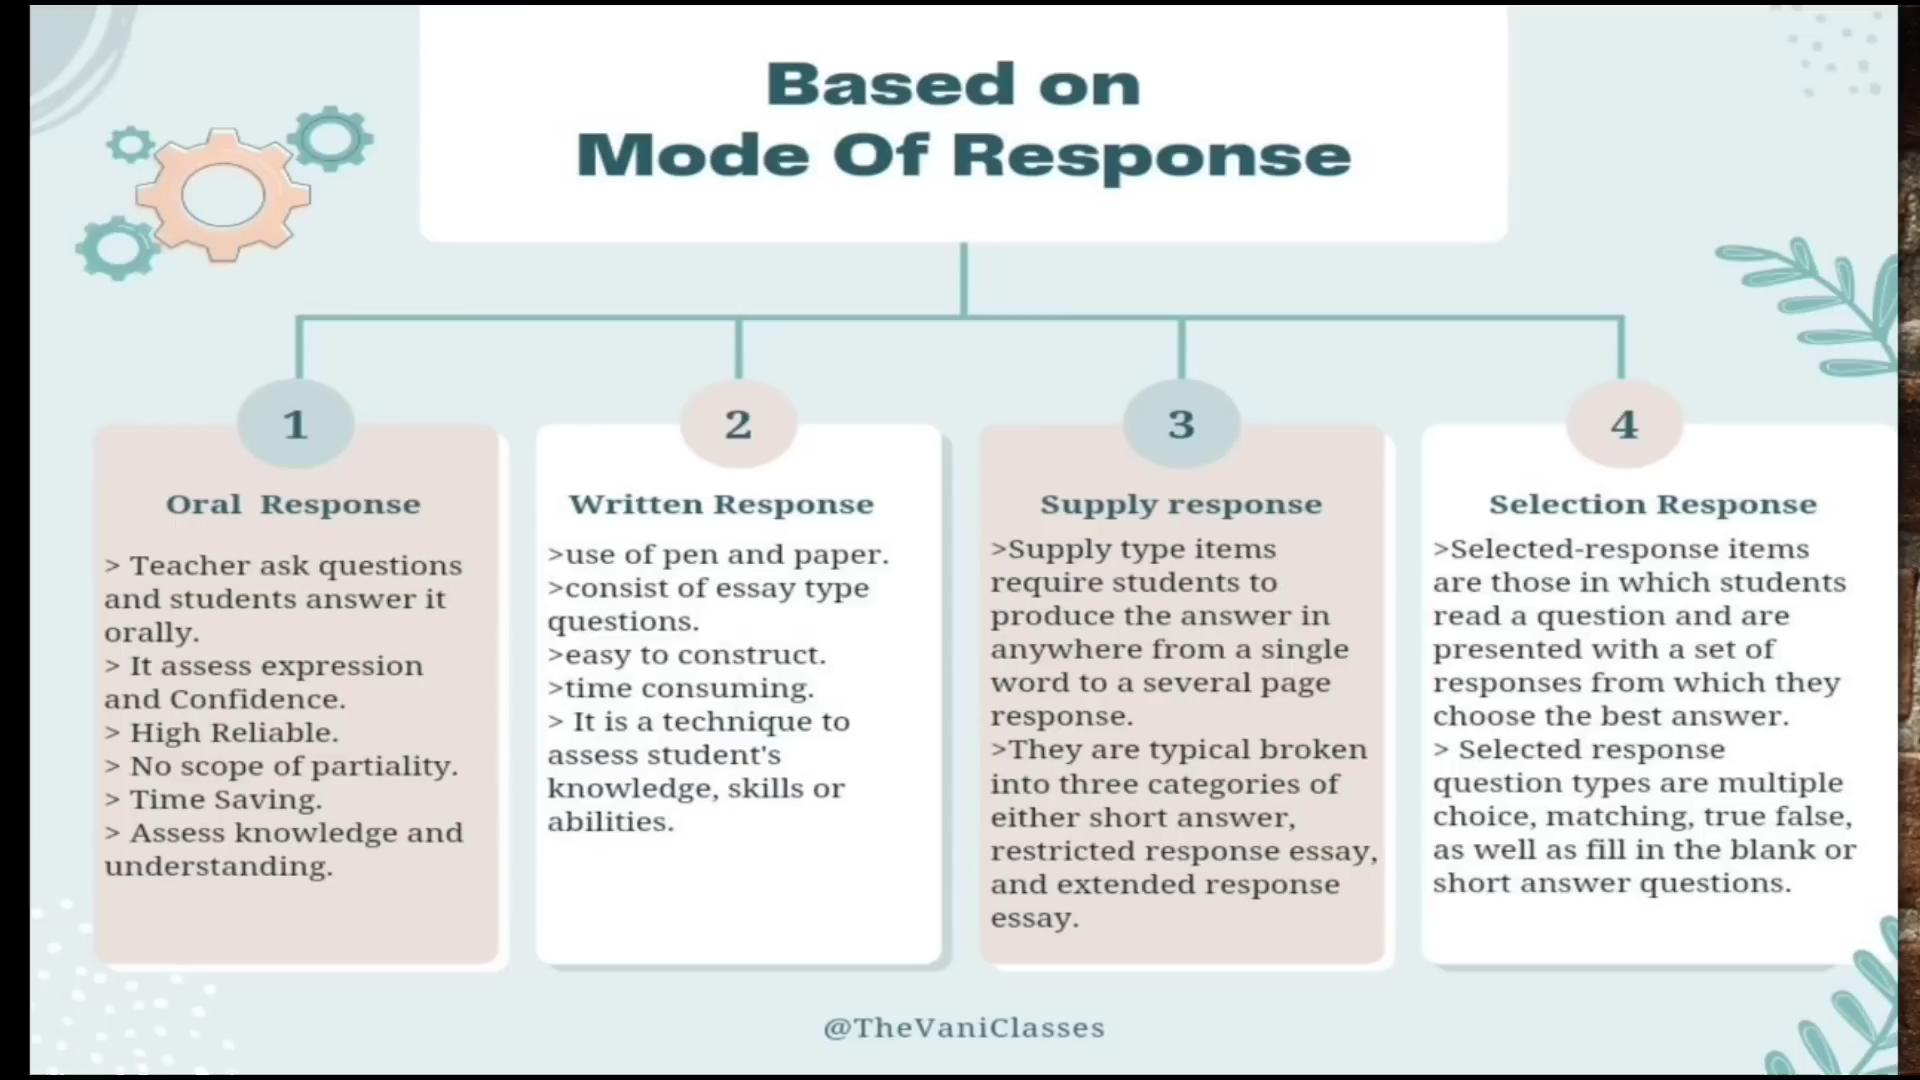 Based on
Mode Of Response
1
Oral Response
> Teacher ask questions
and students answer it
orally.
> It assess expression
and Confidence.
> High Reliable.
> No scope of partiality.
> Time Saving.
> Assess knowledge and
understanding.
2
Written Response
>use of pen and paper.
>consist of essay type
questions.
>easy to construct.
>time consuming.
> It is a technique to
assess student's
knowledge, skills or
abilities.
3
Supply response
>Supply type items
require students to
produce the answer in
anywhere from a single
word to a several page
response.
>They are typical broken
into three categories of
either short answer,
restricted response essay,
and extended response
essay.
4
Selection Response
>Selected-response items
are those in which students
read a question and are
presented with a set of
responses from which they
choose the best answer.
> Selected response
question types are multiple
choice, matching, true false,
as well as fill in the blank or
short answer questions.
@TheVaniClasses